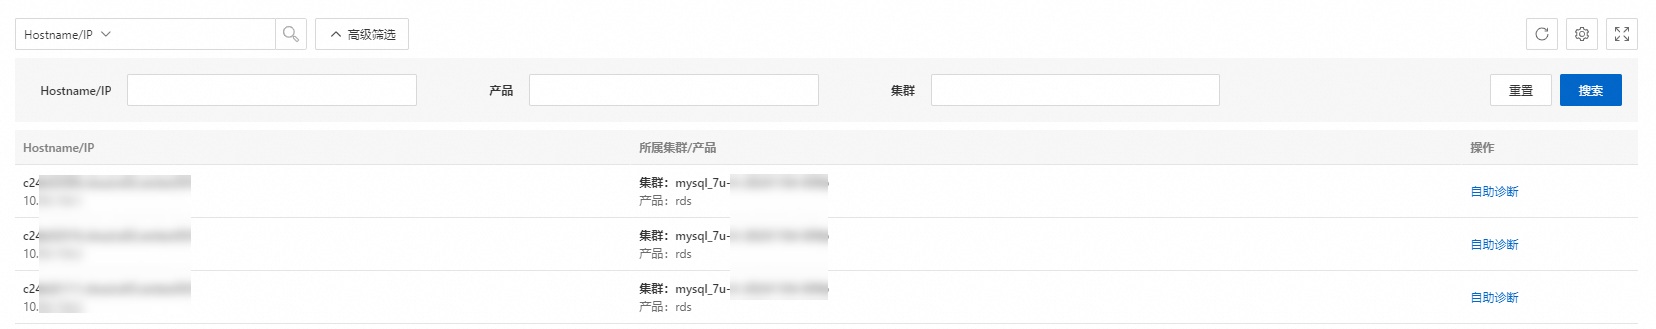 Hostname/IP
高级筛选
Hostname/IP 产品 集群 重置 搜索
Hostname/IP 所属集群/产品 操作
c24 集群：mysql_7u- 自助诊断
10. 产品：rds
c24 集群：mysql_7u- 自助诊断
10. 产品：rds
c24 集群：mysql_7u- 自助诊断
10. 产品：rds